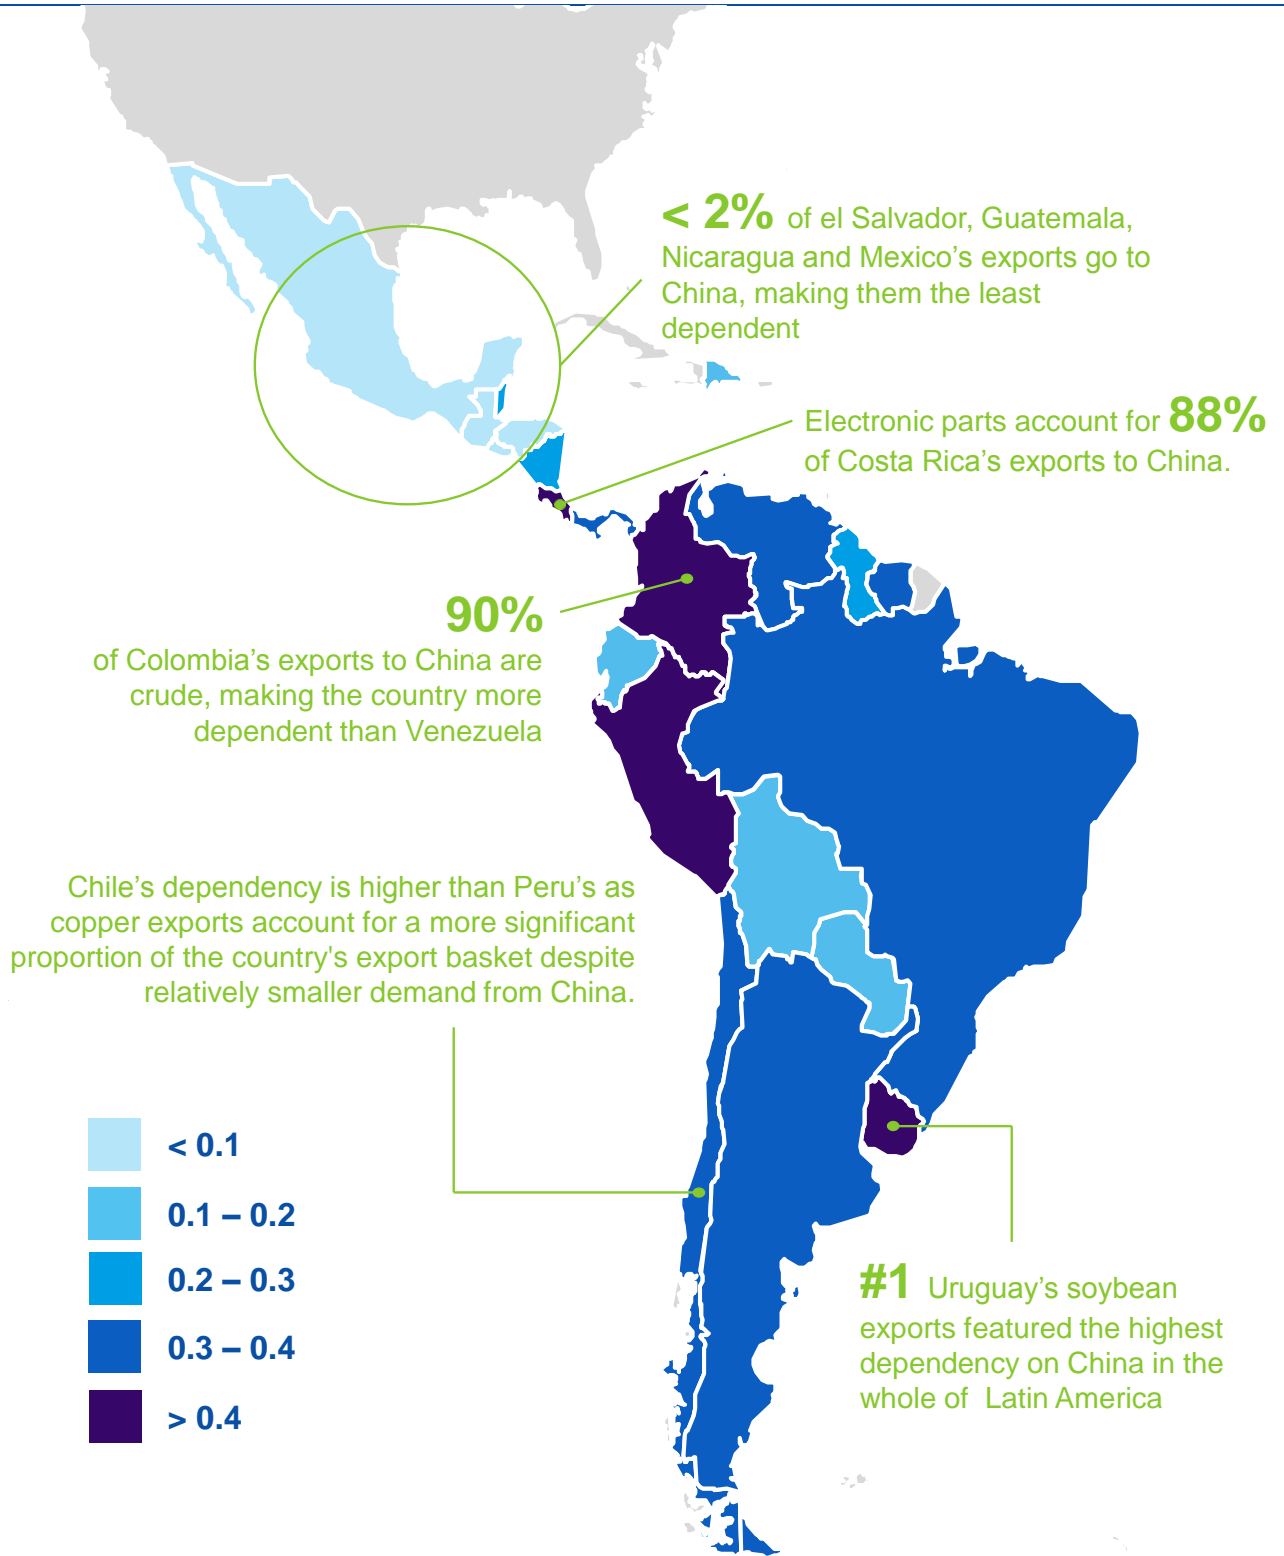 < 2% of el Salvador, Guatemala,
Nicaragua and Mexico’s exports go to
China, making them the least
dependent
Electronic parts account for 88%
of Costa Rica’s exports to China.
90%
of Colombia’s exports to China are
crude, making the country more
dependent than Venezuela
Chile’s dependency is higher than Peru’s as
copper exports account for a more significant
proportion of the country's export basket despite
relatively smaller demand from China.
< 0.1
0.1 – 0.2
0.2 – 0.3
0.3 – 0.4
> 0.4
#1 Uruguay’s soybean
exports featured the highest
dependency on China in the
whole of Latin America